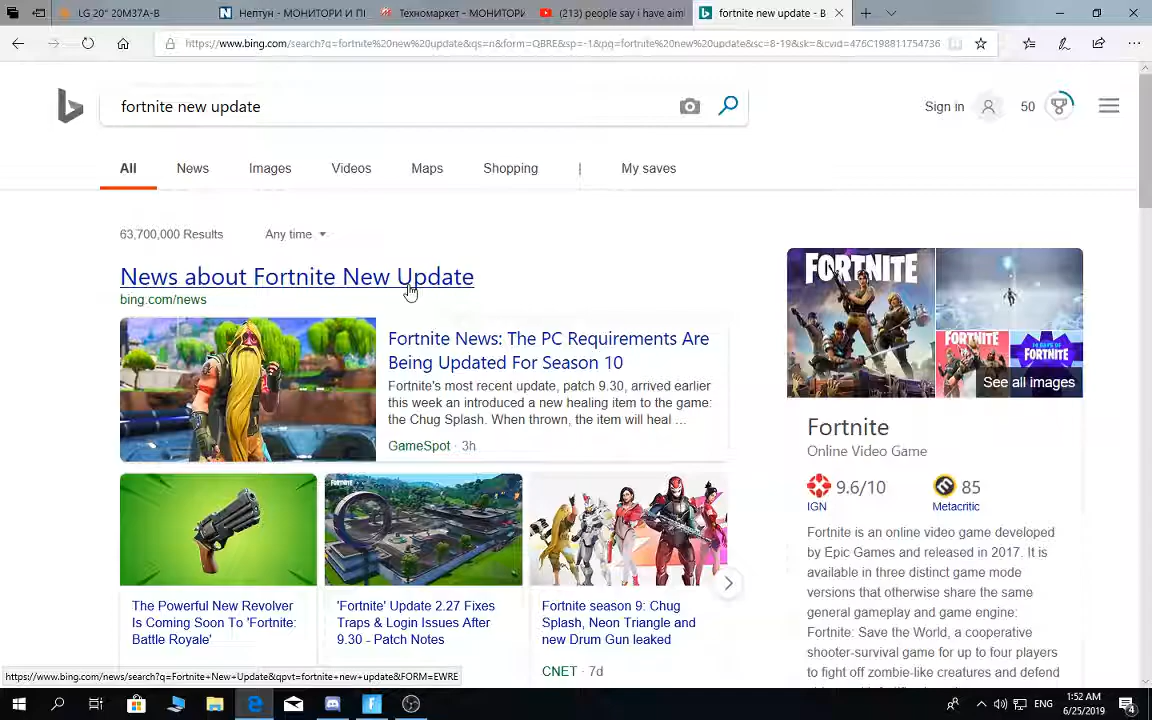 LG 20" 20M37A-B
Нептун - МОНИТОРИ И ПІ
Техномаркет - МОНИТОРИ
(213) people say i have aiml
fortnite new update - B
https://www.bing.com/search?q=fortnite%20new%20update&qs=n&form=QBRE&sp=-1&pq=fortnite%20new%20update&sc=8-19&sk=&cvid=476C198811754736
fortnite new update
Sign in
50
All
News
Images
Videos
Maps
Shopping
|
My saves
63,700,000 Results
Any time
News about Fortnite New Update
bing.com/news
Fortnite News: The PC Requirements Are
Being Updated For Season 10
Fortnite's most recent update, patch 9.30, arrived earlier
this week an introduced a new healing item to the game:
the Chug Splash. When thrown, the item will heal ...
GameSpot · 3h
The Powerful New Revolver
Is Coming Soon To 'Fortnite:
Battle Royale'
FORTNITE
'Fortnite' Update 2.27 Fixes
Traps & Login Issues After
9.30 - Patch Notes
Fortnite season 9: Chug
Splash, Neon Triangle and
new Drum Gun leaked
CNET · 7d
FORTNITE
FORTNITE
14 DAYS OF
FORTNITE
See all images
Fortnite
Online Video Game
9.6/10
IGN
85
Metacritic
Fortnite is an online video game developed
by Epic Games and released in 2017. It is
available in three distinct game mode
versions that otherwise share the same
general gameplay and game engine:
Fortnite: Save the World, a cooperative
shooter-survival game for up to four players
to fight off zombie-like creatures and defend
https://www.bing.com/news/search?q=Fortnite+New+Update&qpvt=fortnite+new+update&FORM=EWRE
ENG
1:52 AM
6/25/2019
4